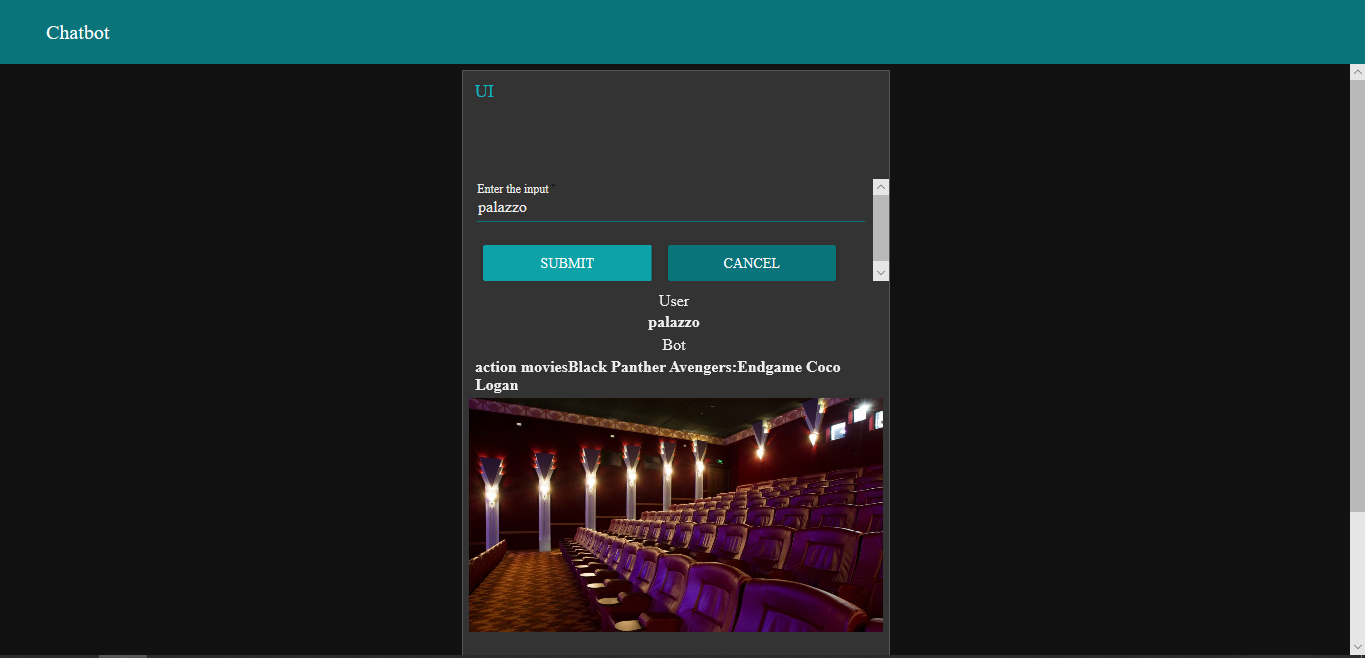 Chatbot
UI
Enter the input *
palazzo
SUBMIT
CANCEL
User
palazzo
Bot
action moviesBlack Panther Avengers:Endgame Coco
Logan